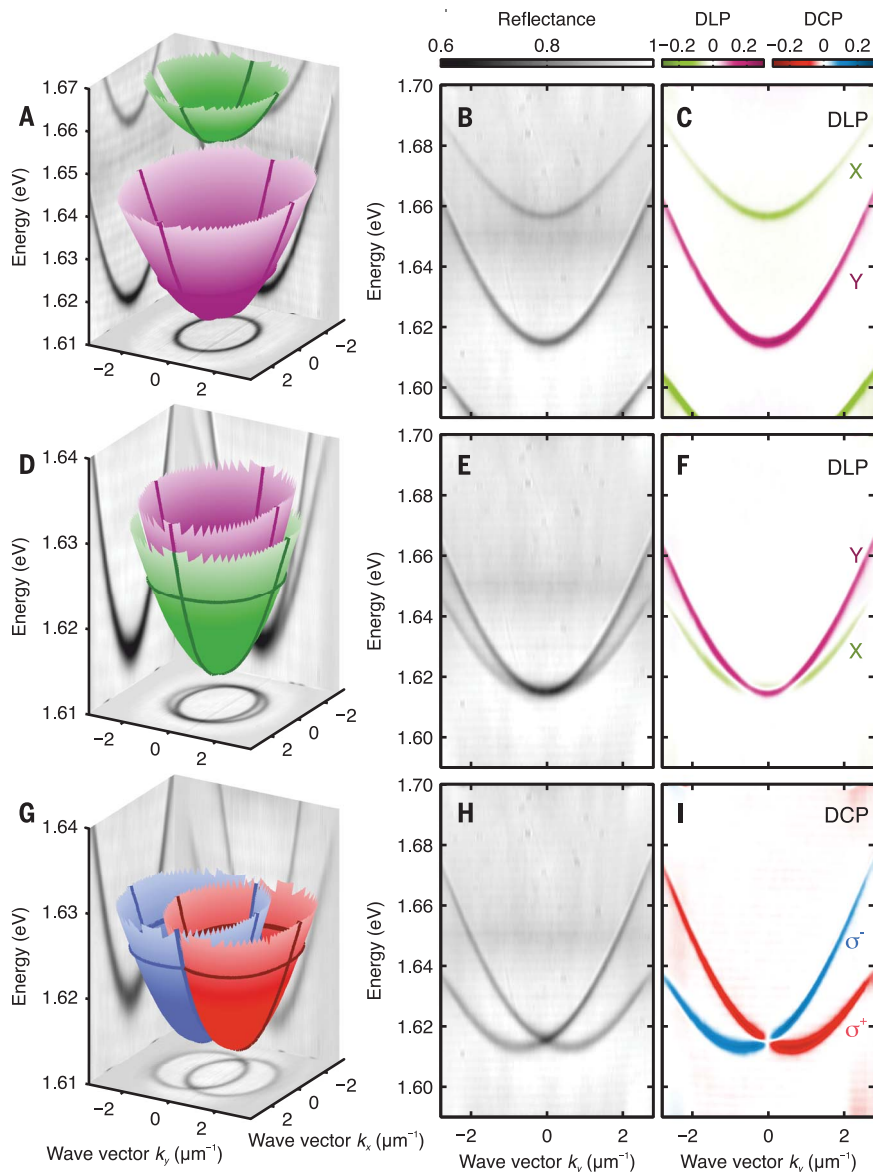 Reflectance
DLP
DCP
0.6
0.8
1
−0.2
0
0.2
−0.2
0
0.2
A
1.67
1.66
1.65
1.64
1.63
1.62
1.61
Energy (eV)
−2
0
2
2
0
−2
B
1.70
1.68
1.66
1.64
1.62
1.60
Energy (eV)
C
DLP
X
Y
D
1.64
1.63
1.62
1.61
Energy (eV)
−2
0
2
2
0
−2
E
1.70
1.68
1.66
1.64
1.62
1.60
Energy (eV)
F
DLP
Y
X
G
1.64
1.63
1.62
1.61
Energy (eV)
−2
0
2
2
0
−2
Wave vector ky (μm⁻¹)
Wave vector kx (μm⁻¹)
H
1.70
1.68
1.66
1.64
1.62
1.60
Energy (eV)
−2
0
2
Wave vector kv (μm⁻¹)
I
DCP
σ⁻
σ⁺
−2
0
2
Wave vector kv (μm⁻¹)